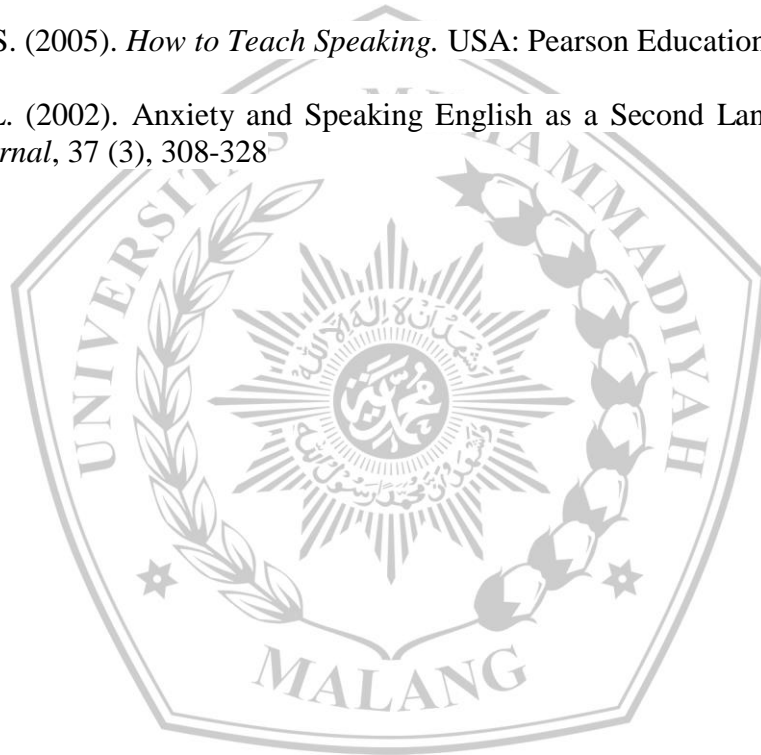 S. (2005). How to Teach Speaking. USA: Pearson Education
L. (2002). Anxiety and Speaking English as a Second Lan
rnal, 37 (3), 308-328
UNIVERSITAS MUHAMMADIYAH
MALANG